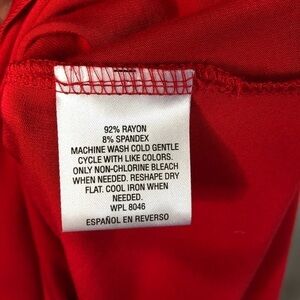 92% RAYON
8% SPANDEX
MACHINE WASH COLD GENTLE
CYCLE WITH LIKE COLORS.
ONLY NON-CHLORINE BLEACH
WHEN NEEDED. RESHAPE DRY
FLAT. COOL IRON WHEN
NEEDED.
WPL 8046
ESPAÑOL EN REVERSO